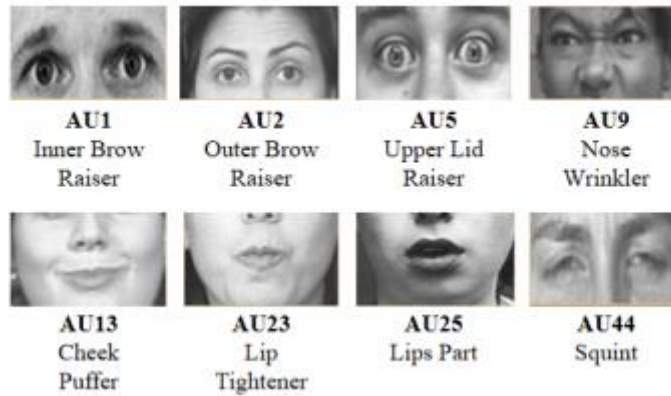 AU1
Inner Brow
Raiser
AU2
Outer Brow
Raiser
AU5
Upper Lid
Raiser
AU9
Nose
Wrinkler
AU13
Cheek
Puffer
AU23
Lip
Tightener
AU25
Lips Part
AU44
Squint